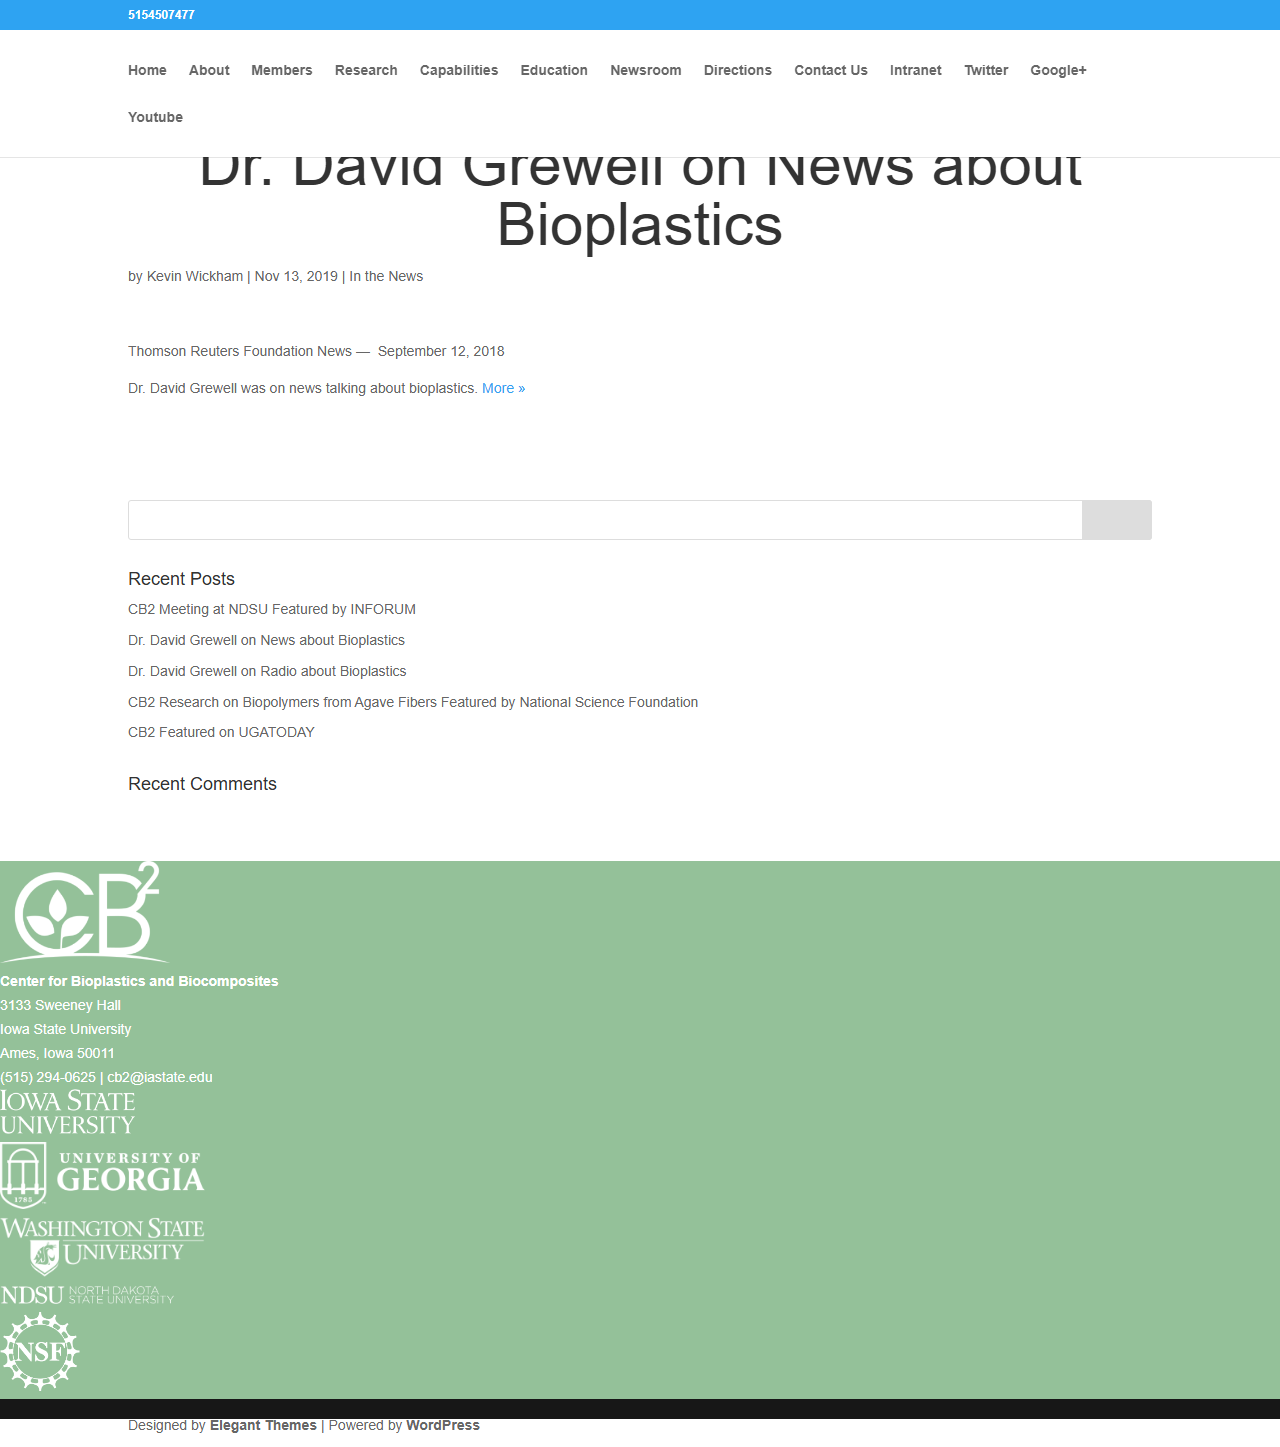 5154507477
Home About Members Research Capabilities Education Newsroom Directions Contact Us Intranet Twitter Google+
Youtube
Dr. David Grewell on News about
Bioplastics
by Kevin Wickham | Nov 13, 2019 | In the News
Thomson Reuters Foundation News — September 12, 2018
Dr. David Grewell was on news talking about bioplastics. More »
Recent Posts
CB2 Meeting at NDSU Featured by INFORUM
Dr. David Grewell on News about Bioplastics
Dr. David Grewell on Radio about Bioplastics
CB2 Research on Biopolymers from Agave Fibers Featured by National Science Foundation
CB2 Featured on UGATODAY
Recent Comments
CB2
Center for Bioplastics and Biocomposites
3133 Sweeney Hall
Iowa State University
Ames, Iowa 50011
(515) 294-0625 | cb2@iastate.edu
IOWA STATE
UNIVERSITY
UNIVERSITY OF
GEORGIA
1785
WASHINGTON STATE
UNIVERSITY
NDSU NORTH DAKOTA
STATE UNIVERSITY
NSF
Designed by Elegant Themes | Powered by WordPress